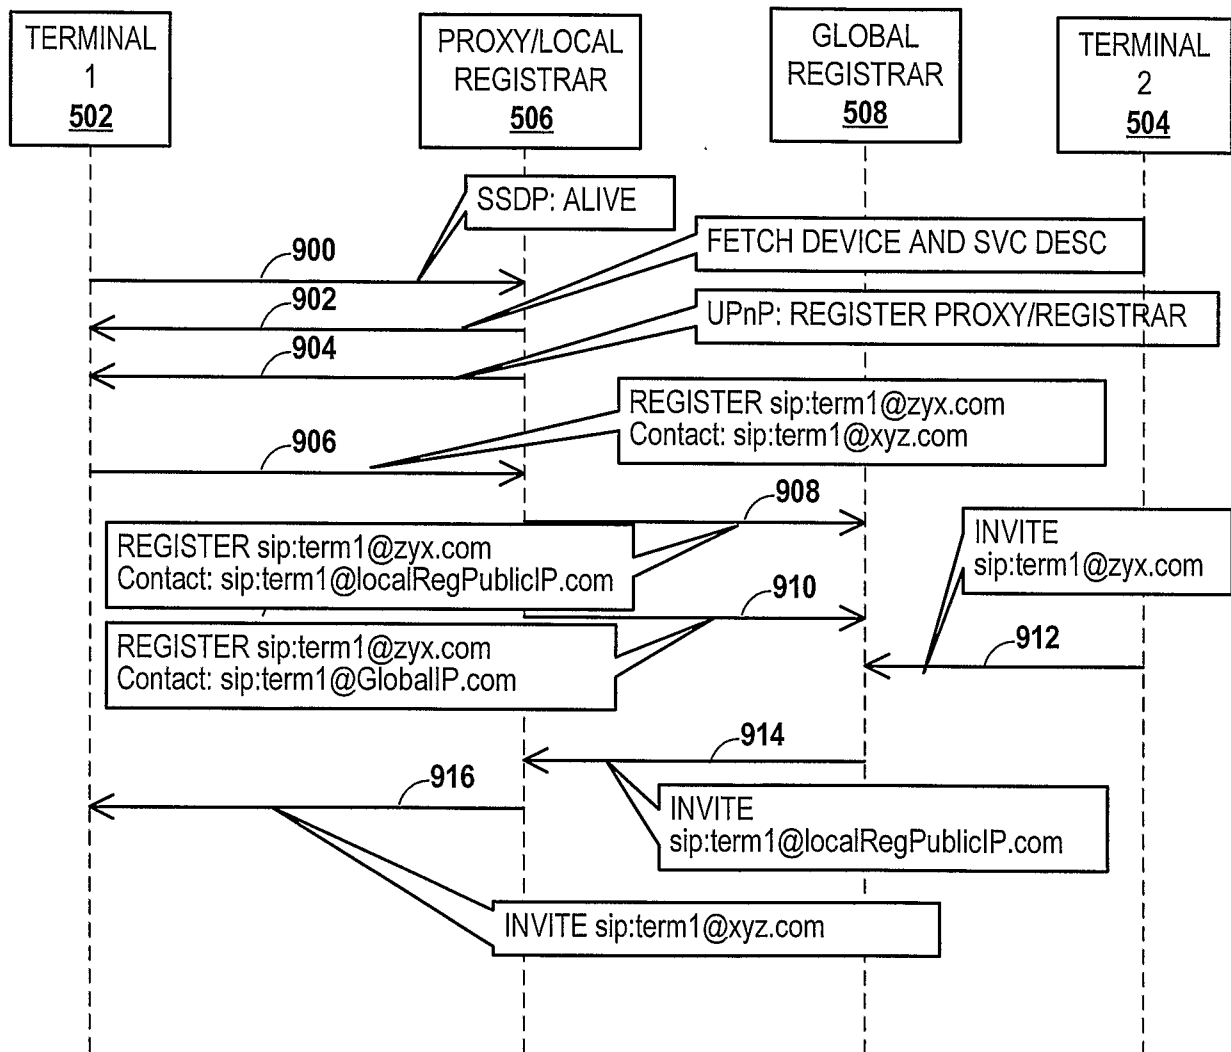 TERMINAL
1
502
PROXY/LOCAL
REGISTRAR
506
GLOBAL
REGISTRAR
508
TERMINAL
2
504
SSDP: ALIVE
900
FETCH DEVICE AND SVC DESC
902
UPnP: REGISTER PROXY/REGISTRAR
904
REGISTER sip:term1@zyx.com
Contact: sip:term1@xyz.com
906
908
REGISTER sip:term1@zyx.com
Contact: sip:term1@localRegPublicIP.com
INVITE
sip:term1@zyx.com
910
REGISTER sip:term1@zyx.com
Contact: sip:term1@GlobalIP.com
912
914
INVITE
sip:term1@localRegPublicIP.com
916
INVITE sip:term1@xyz.com